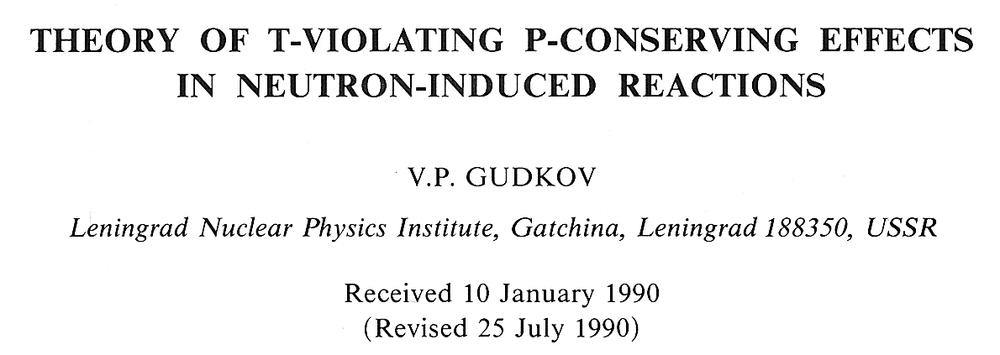 THEORY OF T-VIOLATING P-CONSERVING EFFECTS
IN NEUTRON-INDUCED REACTIONS
V.P. GUDKOV
Leningrad Nuclear Physics Institute, Gatchina, Leningrad 188350, USSR
Received 10 January 1990
(Revised 25 July 1990)